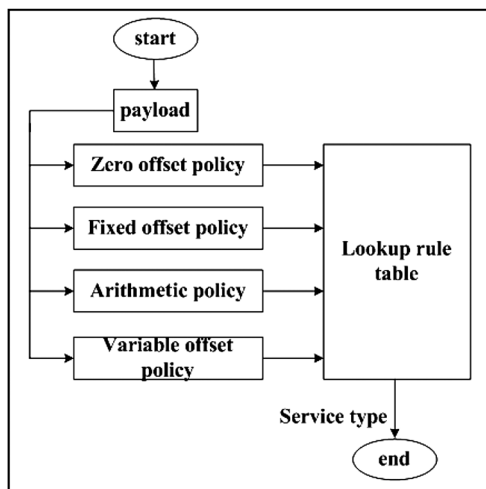 start
payload
Zero offset policy
Fixed offset policy
Arithmetic policy
Variable offset
policy
Lookup rule
table
Service type
end